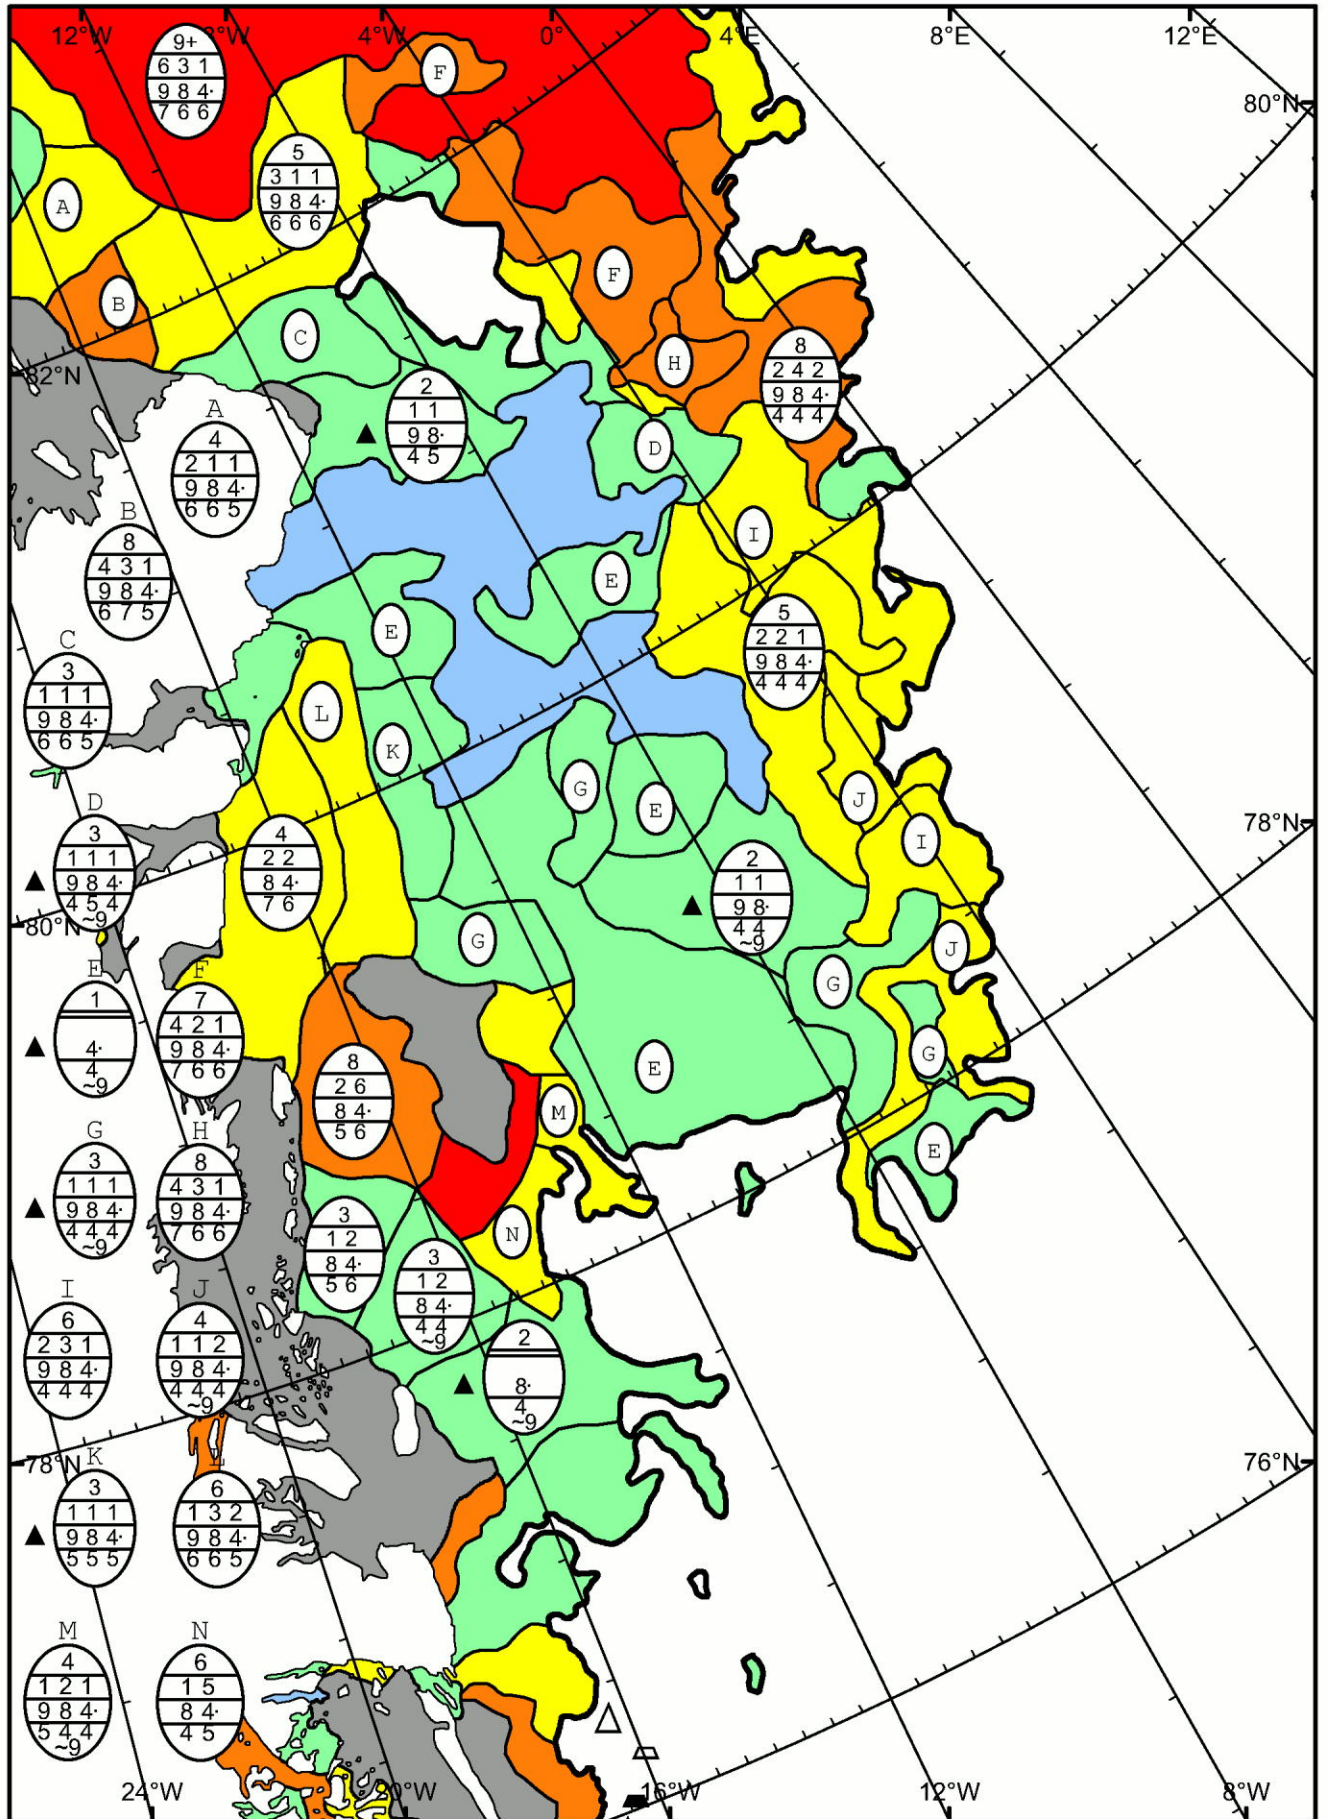 12°W 8°W 4°W 0° 4°E 8°E 12°E
80°N
9+
6 3 1
9 8 4·
7 6 6
F
5
3 1 1
9 8 4·
6 6 6
A
B
F
C
H
8
2 4 2
9 8 4·
4 4 4
82°N
2
1 1
9 8·
4 5
D
A
4
2 1 1
9 8 4·
6 6 5
B
8
4 3 1
9 8 4·
6 7 5
I
E
E
5
2 2 1
9 8 4·
4 4 4
C
3
1 1 1
9 8 4·
6 6 5
L
K
G
E
J
I
78°N
D
3
1 1 1
9 8 4·
4 5 4
~9
4
2 2
8 4·
7 6
2
1 1
9 8·
4 4
~9
80°N
G
J
G
E
1
4·
4
~9
F
7
4 2 1
9 8 4·
7 6 6
8
2 6
8 4·
5 6
E
G
M
E
G
3
1 1 1
9 8 4·
4 4 4
~9
H
8
4 3 1
9 8 4·
7 6 6
3
1 2
8 4·
5 6
3
1 2
8 4·
4 4
~9
N
I
6
2 3 1
9 8 4·
4 4 4
J
4
1 1 2
9 8 4·
4 4 4
~9
2
8·
4
~9
78°N
76°N
K
3
1 1 1
9 8 4·
5 5 5
L
6
1 3 2
9 8 4·
6 6 5
M
4
1 2 1
9 8 4·
5 4 4
~9
N
6
1 5
8 4·
4 5
24°W 20°W 16°W 12°W 8°W